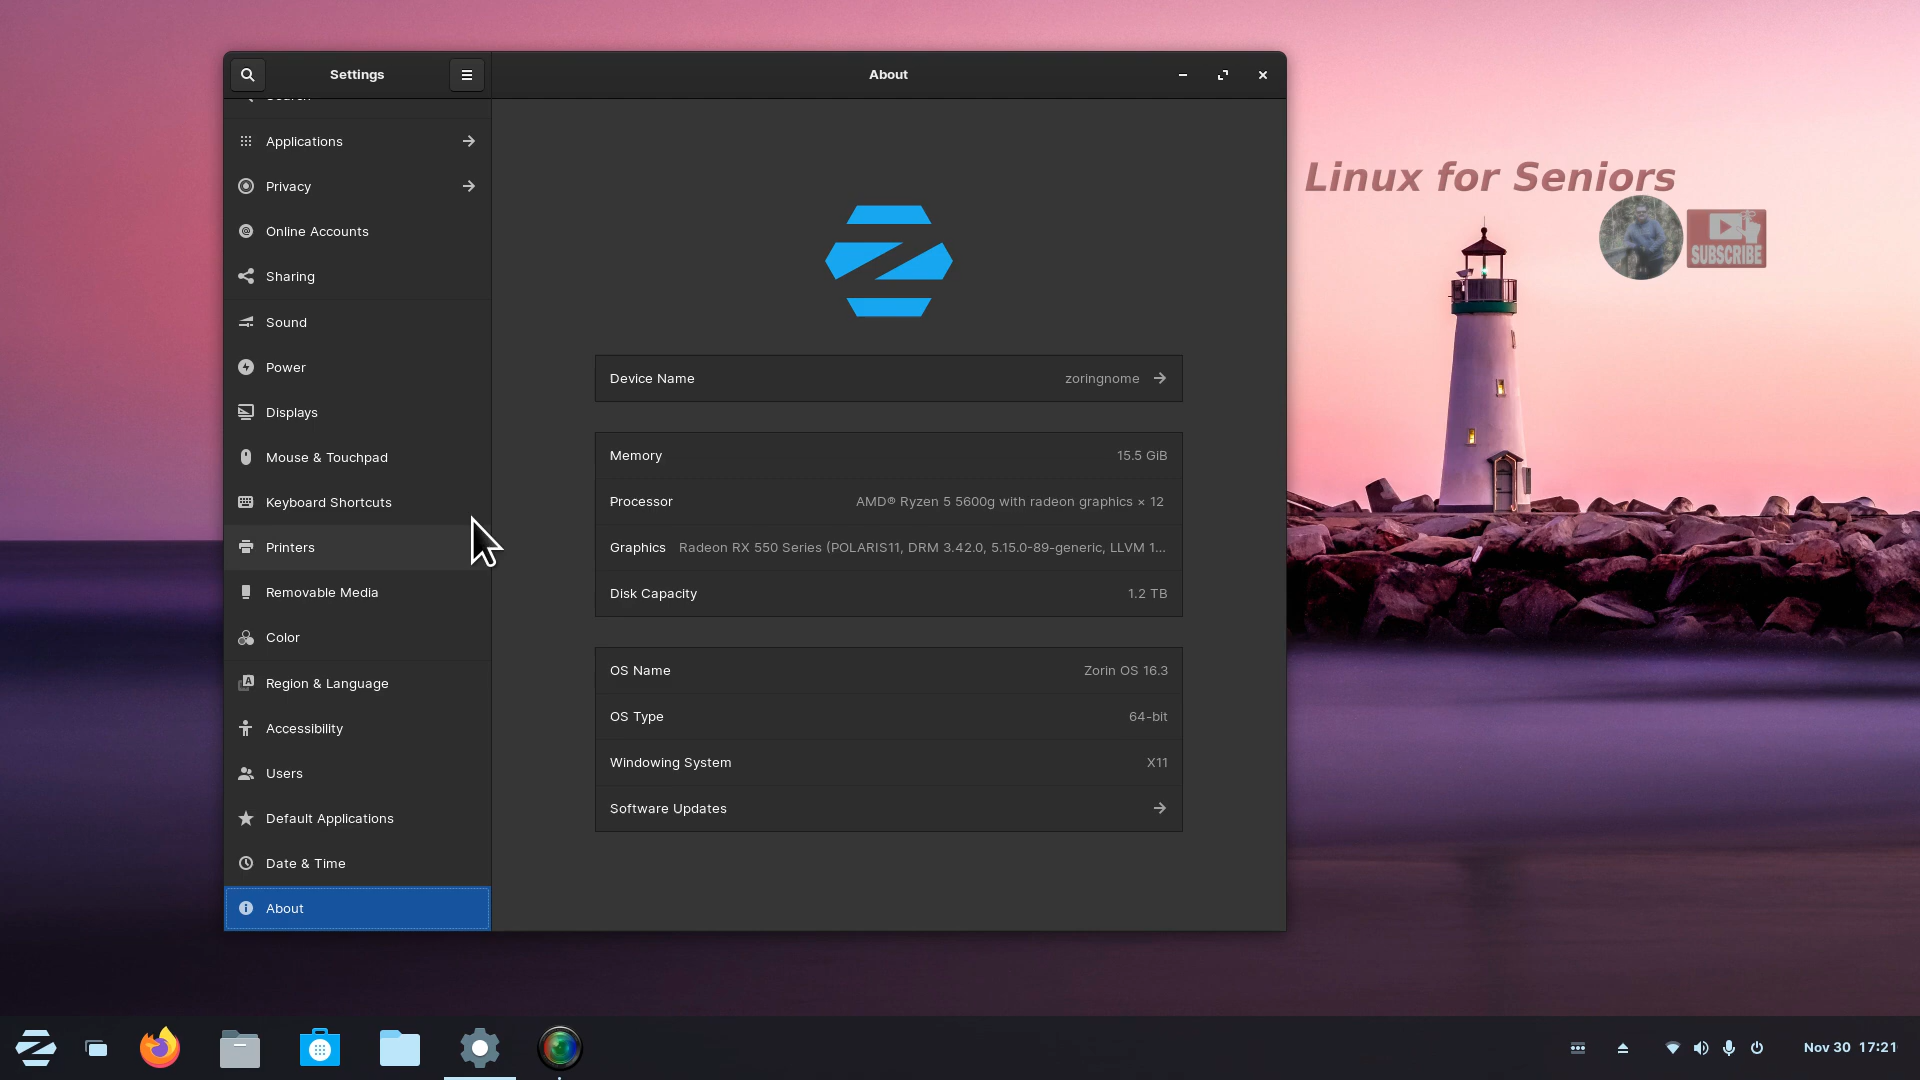 Settings
About
Applications
Privacy
Online Accounts
Sharing
Sound
Power
Displays
Mouse & Touchpad
Keyboard Shortcuts
Printers
Removable Media
Color
Region & Language
Accessibility
Users
Default Applications
Date & Time
About
Device Name zoringnome
Memory 15.5 GiB
Processor AMD® Ryzen 5 5600g with radeon graphics × 12
Graphics Radeon RX 550 Series (POLARIS11, DRM 3.42.0, 5.15.0-89-generic, LLVM 1...
Disk Capacity 1.2 TB
OS Name Zorin OS 16.3
OS Type 64-bit
Windowing System X11
Software Updates
Linux for Seniors
SUBSCRIBE
Nov 30 17:21